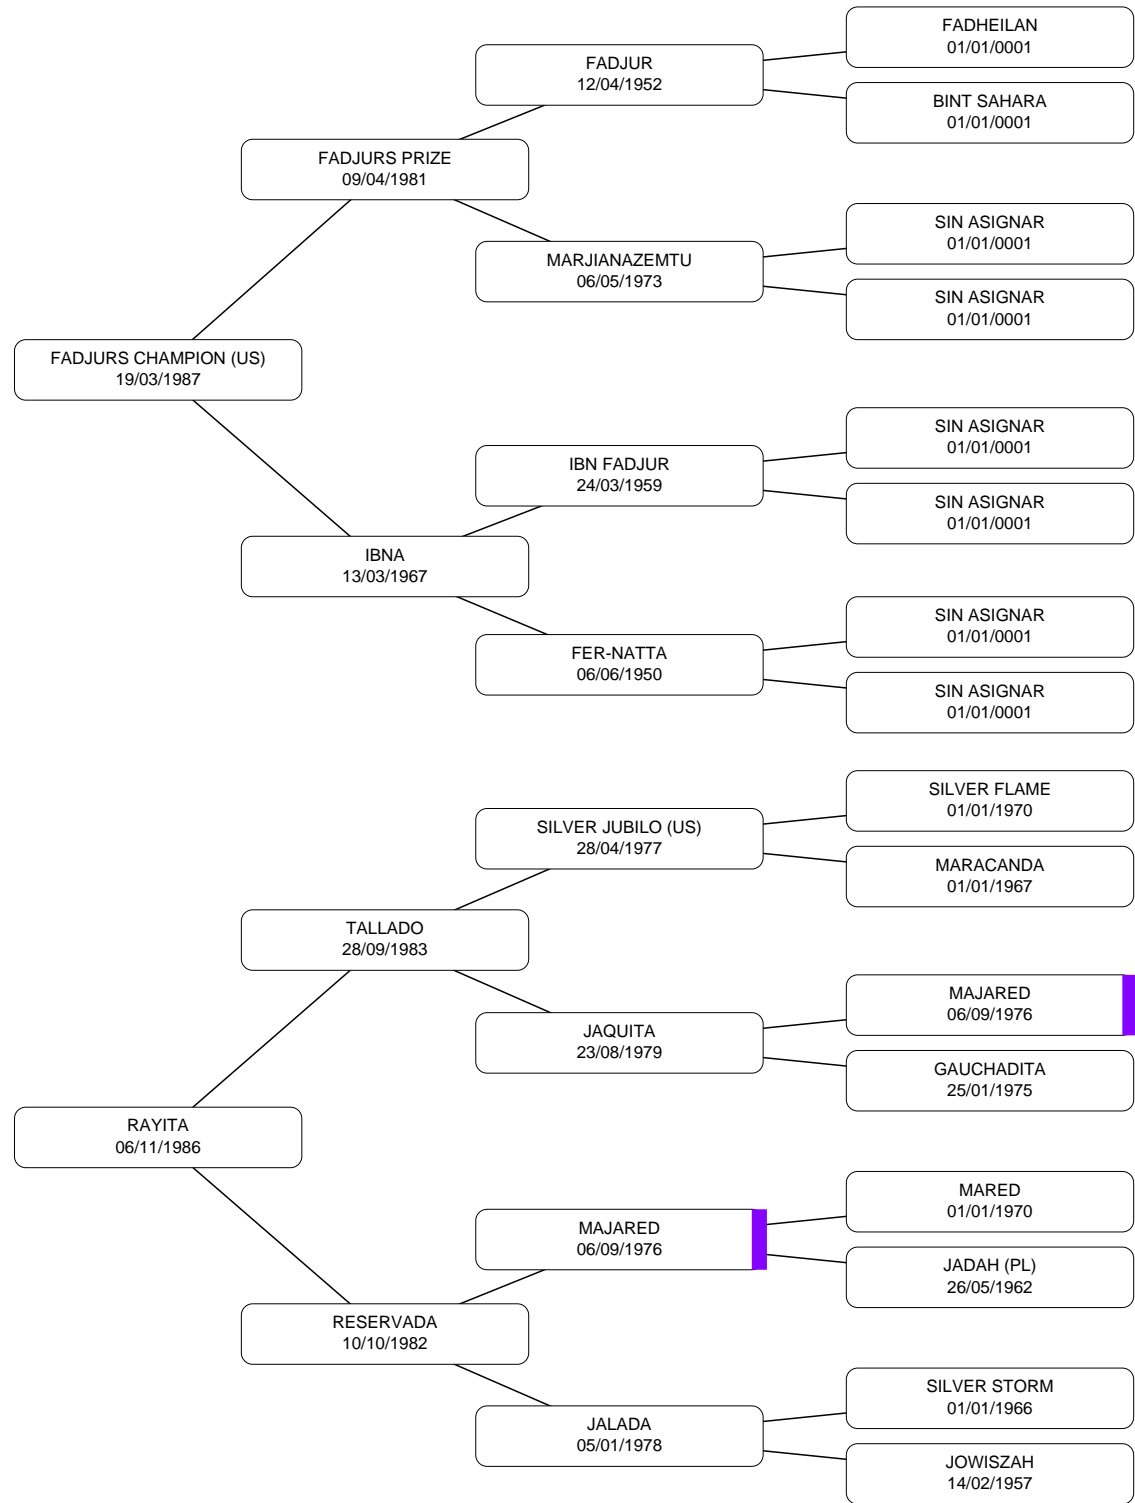 FADHEILAN
01/01/0001
FADJUR
12/04/1952
BINT SAHARA
01/01/0001
FADJURS PRIZE
09/04/1981
SIN ASIGNAR
01/01/0001
MARJIANAZEMTU
06/05/1973
SIN ASIGNAR
01/01/0001
FADJURS CHAMPION (US)
19/03/1987
SIN ASIGNAR
01/01/0001
IBN FADJUR
24/03/1959
SIN ASIGNAR
01/01/0001
IBNA
13/03/1967
SIN ASIGNAR
01/01/0001
FER-NATTA
06/06/1950
SIN ASIGNAR
01/01/0001
SILVER FLAME
01/01/1970
SILVER JUBILO (US)
28/04/1977
MARACANDA
01/01/1967
TALLADO
28/09/1983
MAJARED
06/09/1976
JAQUITA
23/08/1979
GAUCHADITA
25/01/1975
RAYITA
06/11/1986
MARED
01/01/1970
MAJARED
06/09/1976
JADAH (PL)
26/05/1962
RESERVADA
10/10/1982
SILVER STORM
01/01/1966
JALADA
05/01/1978
JOWISZAH
14/02/1957